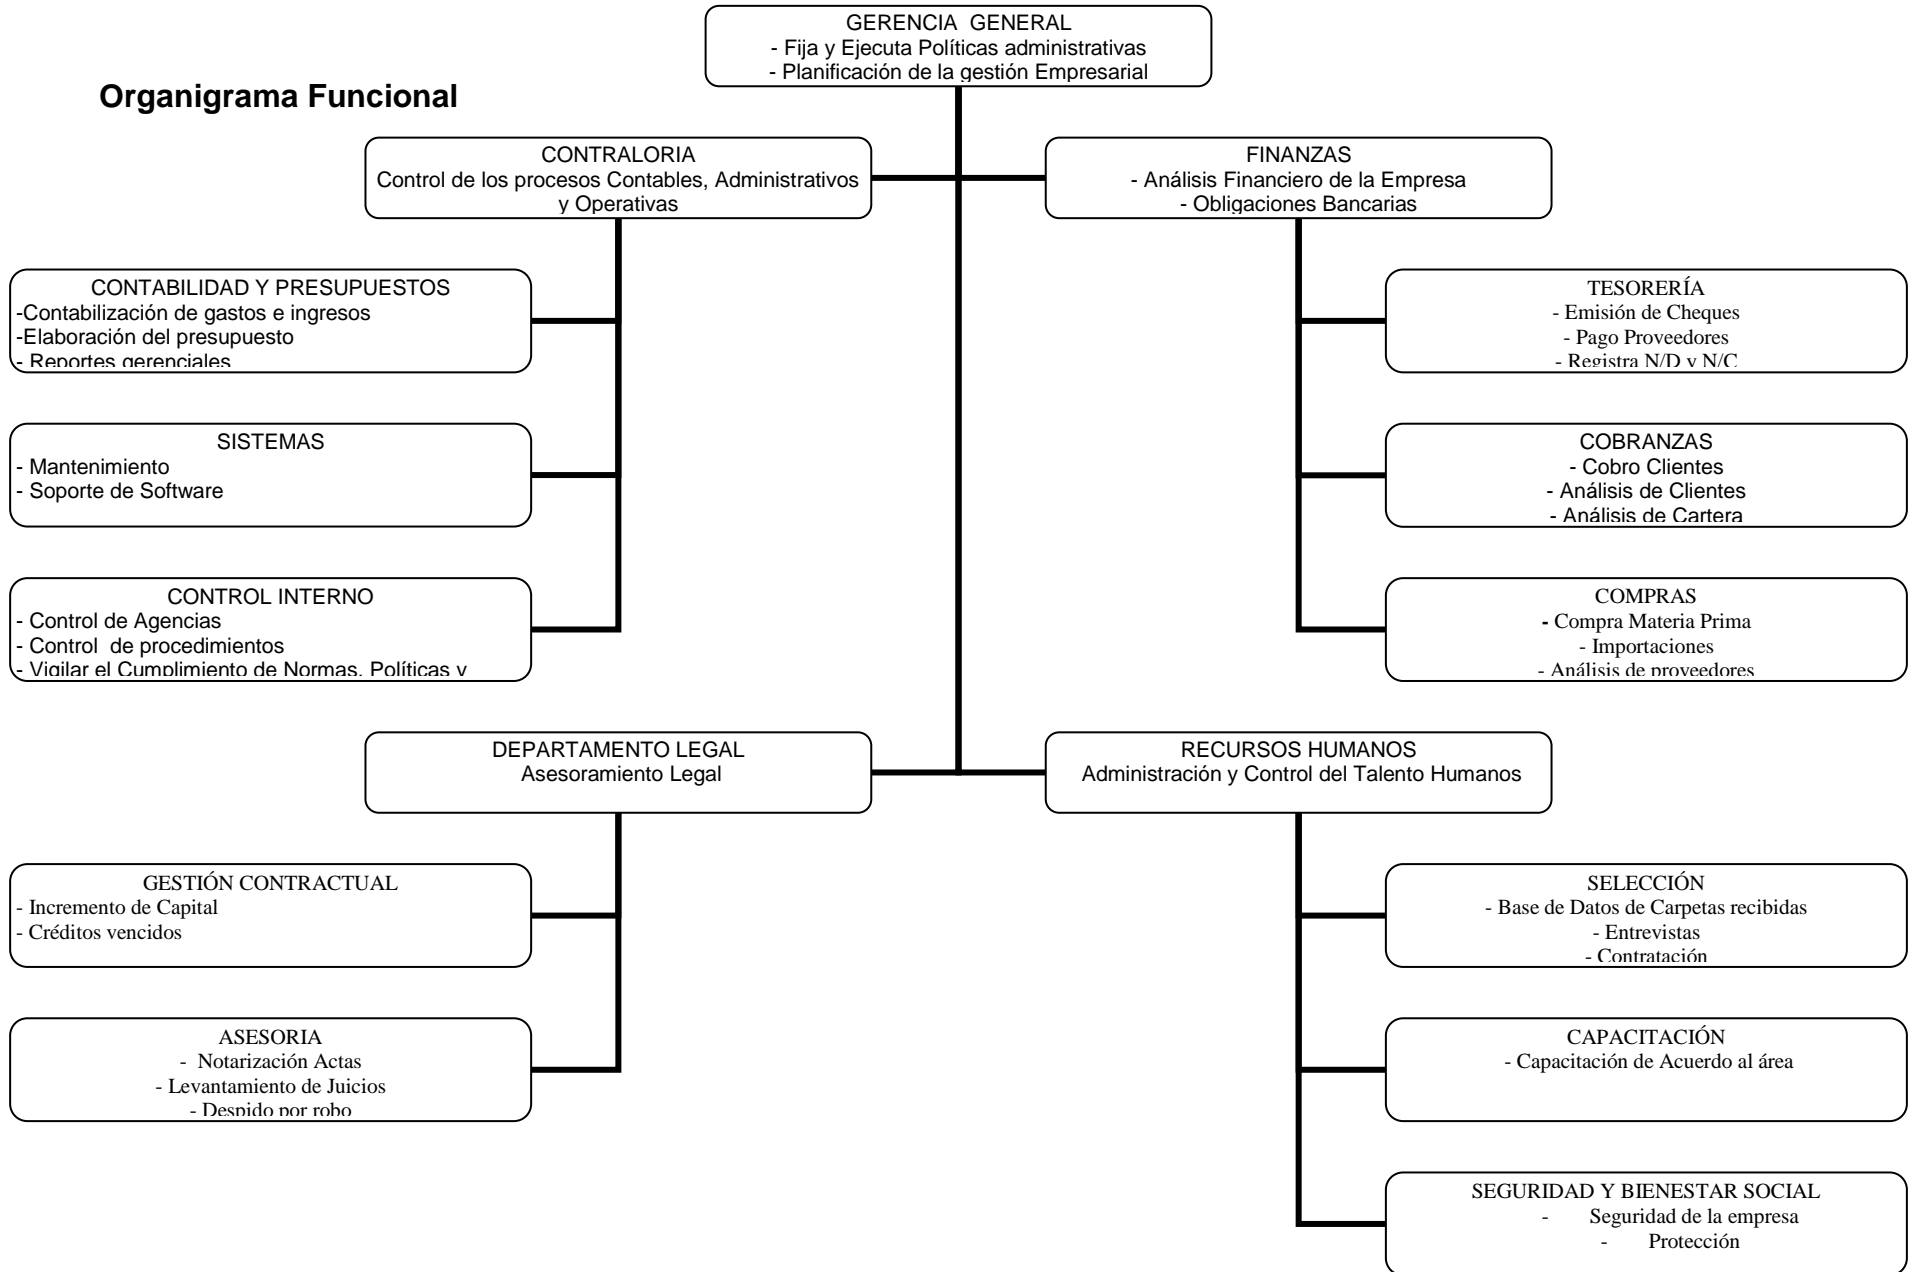 GERENCIA  GENERAL
- Fija y Ejecuta Políticas administrativas
- Planificación de la gestión Empresarial
Organigrama Funcional
CONTRALORIA
Control de los procesos Contables, Administrativos
y Operativas
FINANZAS
- Análisis Financiero de la Empresa
- Obligaciones Bancarias
CONTABILIDAD Y PRESUPUESTOS
-Contabilización de gastos e ingresos
-Elaboración del presupuesto
- Reportes gerenciales
TESORERÍA
- Emisión de Cheques
- Pago Proveedores
- Registra N/D y N/C
SISTEMAS
- Mantenimiento
- Soporte de Software
COBRANZAS
- Cobro Clientes
- Análisis de Clientes
- Análisis de Cartera
CONTROL INTERNO
- Control de Agencias
- Control  de procedimientos
- Vigilar el Cumplimiento de Normas, Políticas y
COMPRAS
- Compra Materia Prima
- Importaciones
- Análisis de proveedores
DEPARTAMENTO LEGAL
Asesoramiento Legal
RECURSOS HUMANOS
Administración y Control del Talento Humanos
GESTIÓN CONTRACTUAL
- Incremento de Capital
- Créditos vencidos
SELECCIÓN
- Base de Datos de Carpetas recibidas
- Entrevistas
- Contratación
ASESORIA
-  Notarización Actas
- Levantamiento de Juicios
- Despido por robo
CAPACITACIÓN
- Capacitación de Acuerdo al área
SEGURIDAD Y BIENESTAR SOCIAL
- Seguridad de la empresa
- Protección